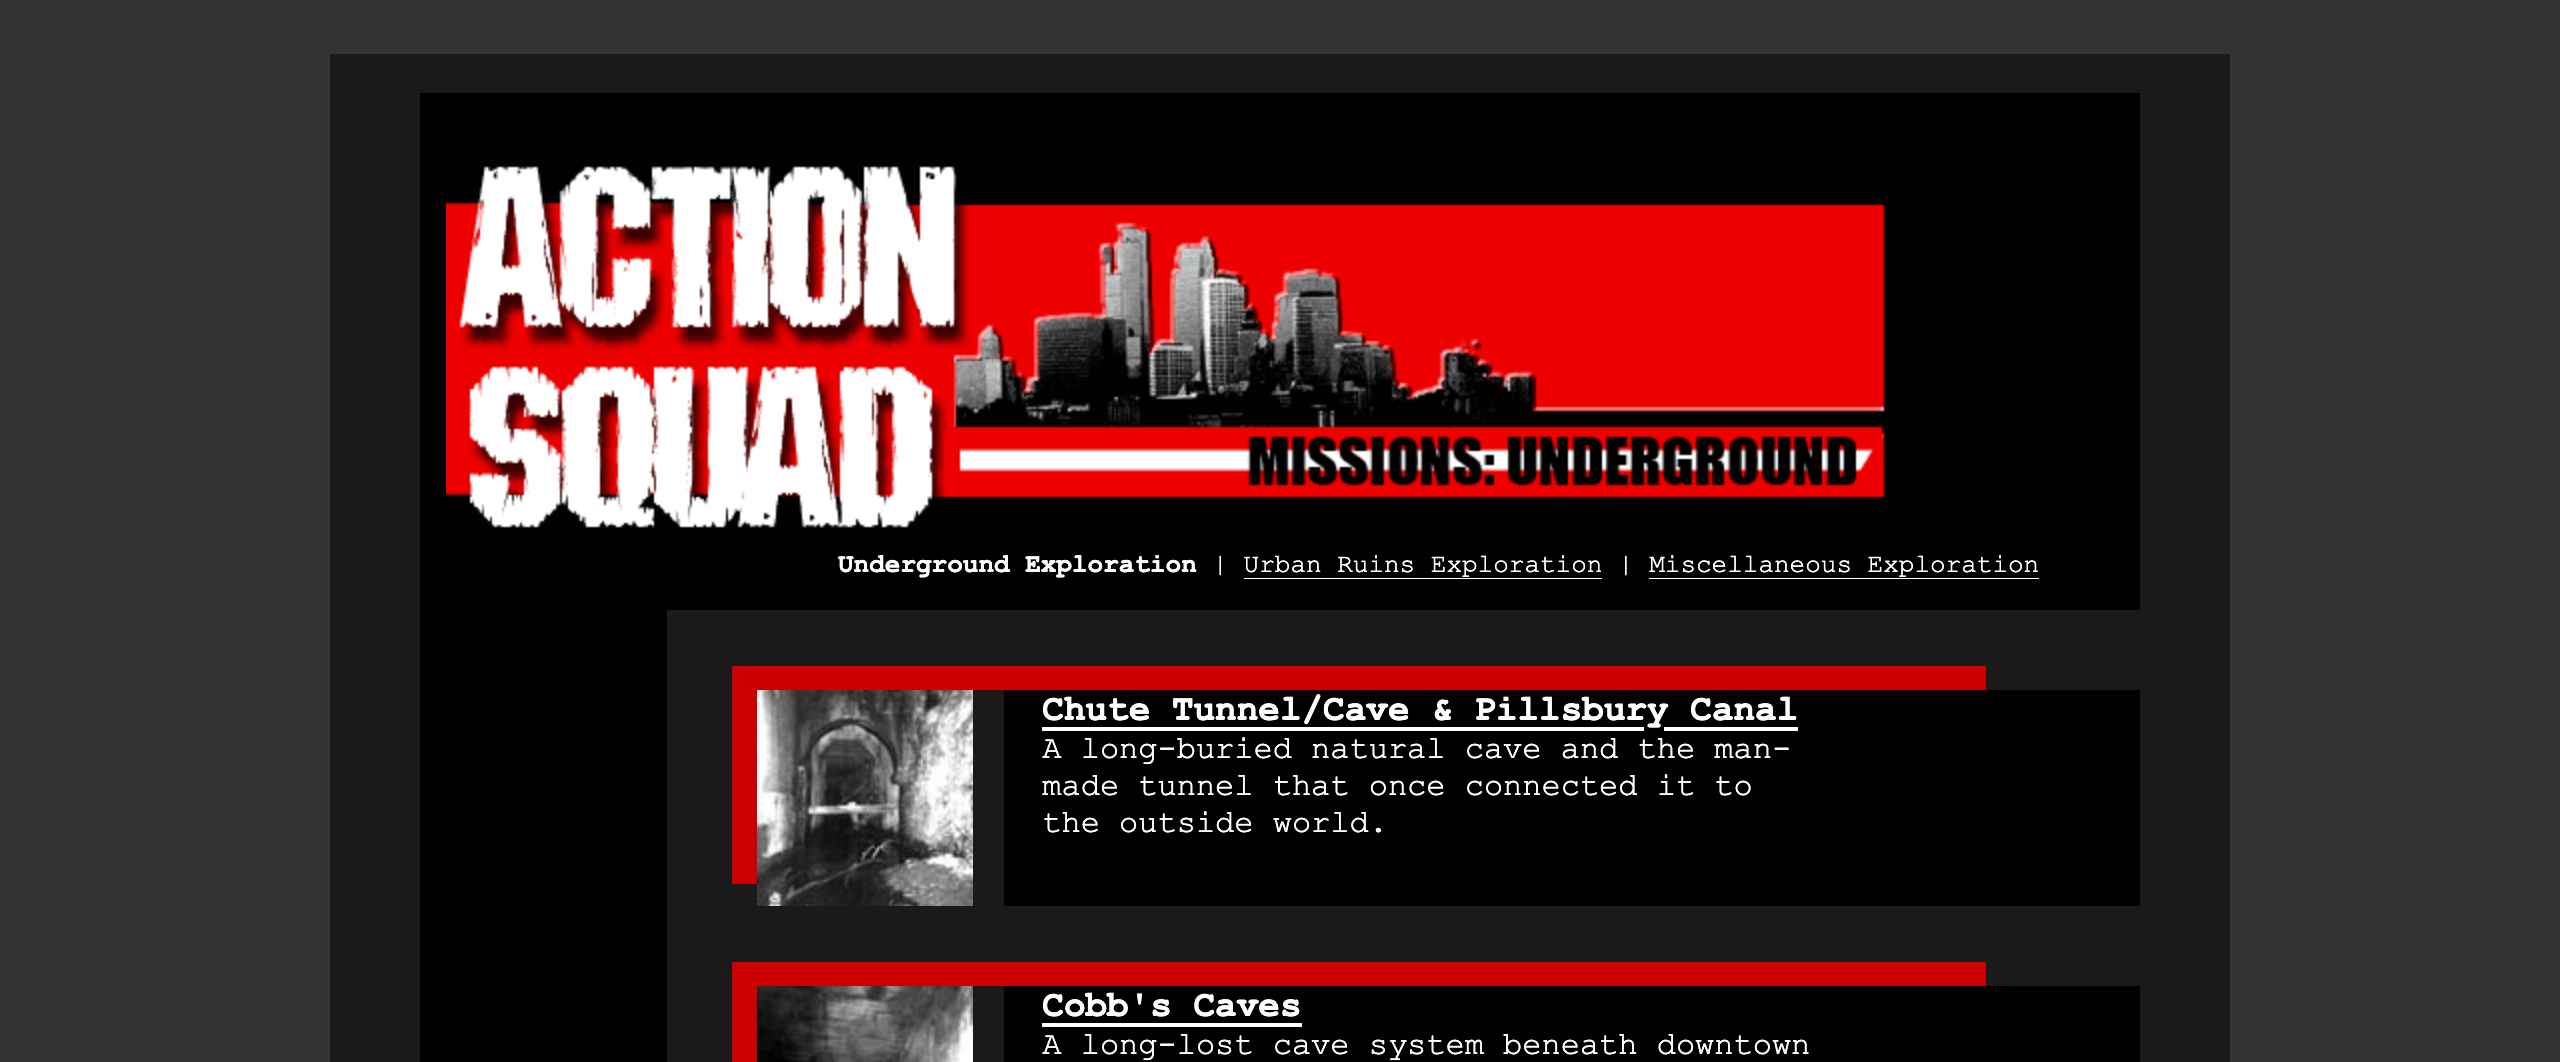 ACTION
SQUAD
MISSIONS: UNDERGROUND
Underground Exploration | Urban Ruins Exploration | Miscellaneous Exploration
Chute Tunnel/Cave & Pillsbury Canal
A long-buried natural cave and the man-
made tunnel that once connected it to
the outside world.
Cobb's Caves
A long-lost cave system beneath downtown